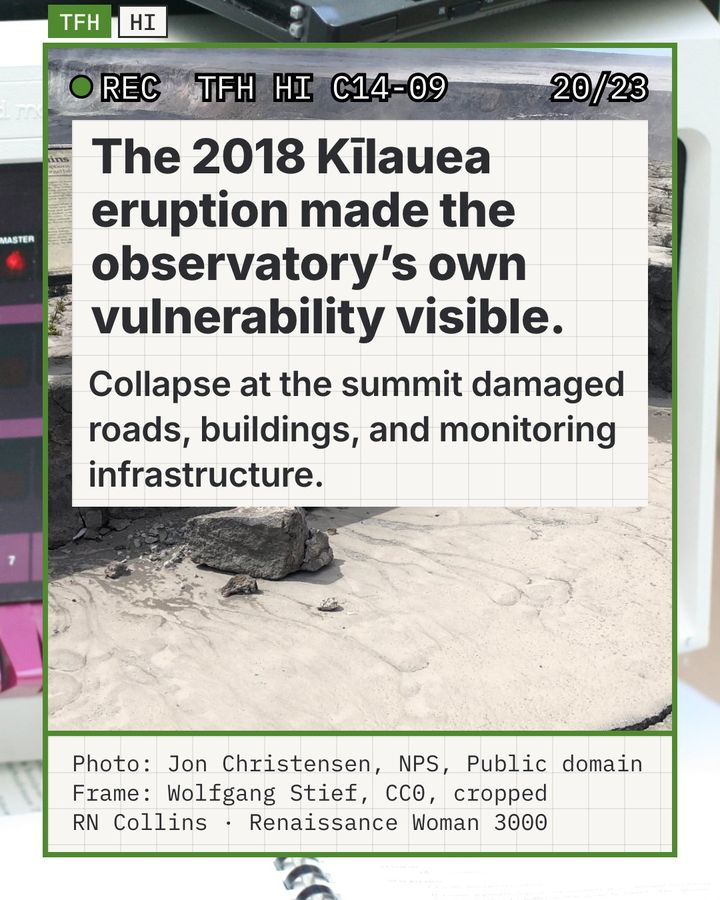 TFH HI
REC TFH HI C14-09 20/23
The 2018 Kīlauea
eruption made the
observatory’s own
vulnerability visible.
Collapse at the summit damaged
roads, buildings, and monitoring
infrastructure.
MASTER
7
Photo: Jon Christensen, NPS, Public domain
Frame: Wolfgang Stief, CC0, cropped
RN Collins · Renaissance Woman 3000